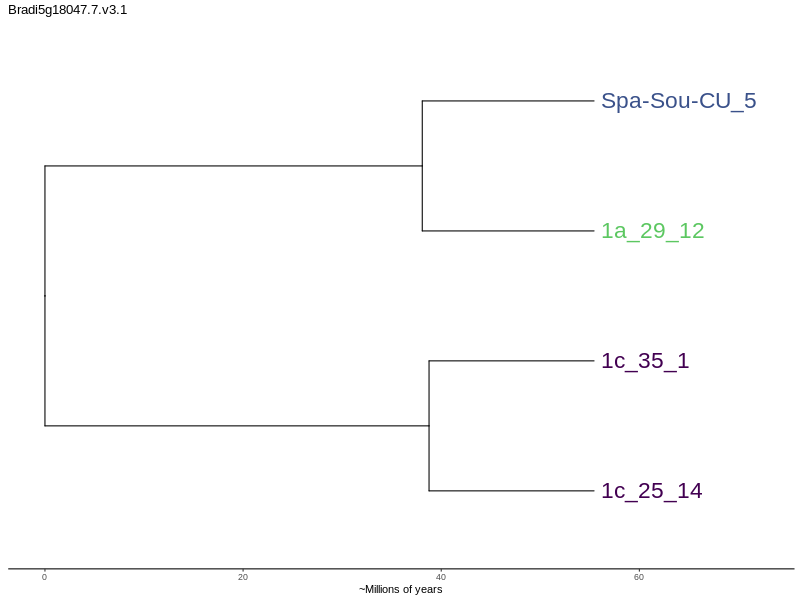 Bradi5g18047.7.v3.1
Spa-Sou-CU_5
1a_29_12
1c_35_1
1c_25_14
0 20 40 60
~Millions of years